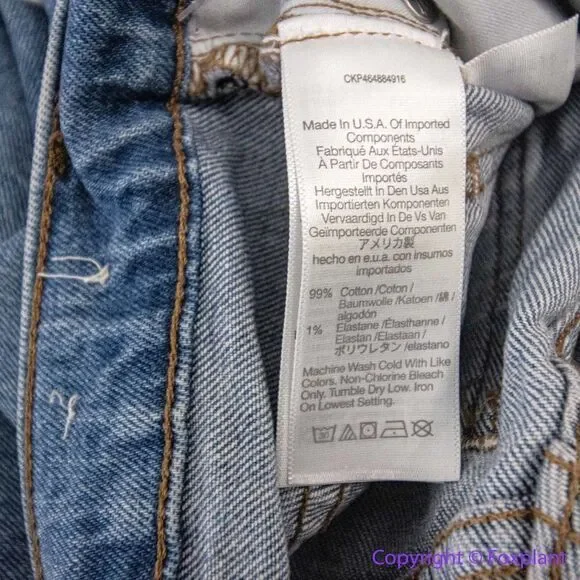 CKP464884916
Made In U.S.A. Of Imported
Components
Fabriqué Aux États-Unis
À Partir De Composants
Importés
Hergestellt In Den Usa Aus
Importierten Komponenten
Vervaardigd In De Vs Van
Geïmporteerde Componenten
アメリカ製
hecho en e.u.a. con insumos
importados
99% Cotton /Coton/
Baumwolle /Katoen /綿/
algodón
1% Elastane /Élasthanne/
Elastan /Elastaan/
ポリウレタン /elastano
Machine Wash Cold With Like
Colors. Non-Chlorine Bleach
Only. Tumble Dry Low. Iron
On Lowest Setting.
Copyright © Foxplant